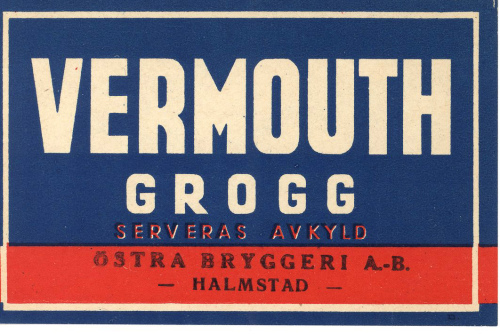 VERMOUTH
GROGG
SERVERAS AVKYLD
ÖSTRA BRYGGERI A.-B.
— HALMSTAD —